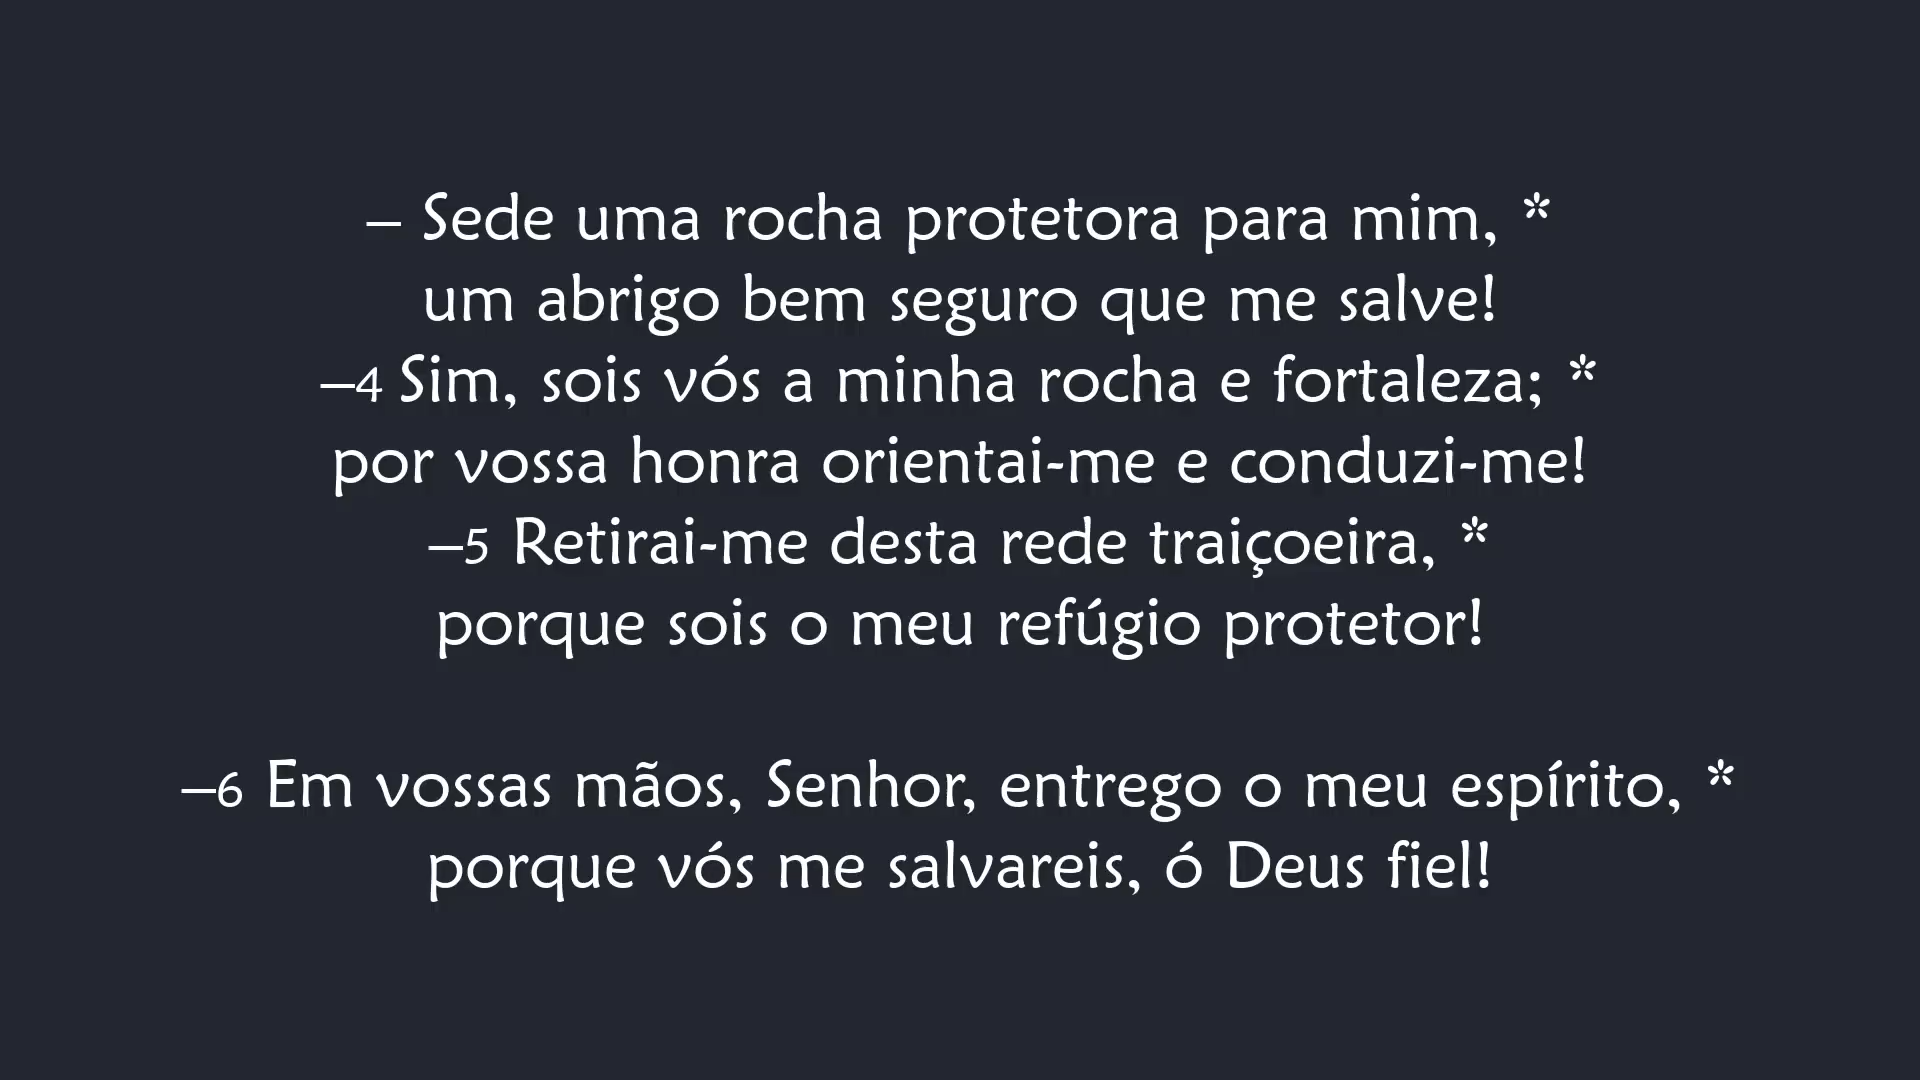 – Sede uma rocha protetora para mim, *
um abrigo bem seguro que me salve!
–4 Sim, sois vós a minha rocha e fortaleza; *
por vossa honra orientai-me e conduzi-me!
–5 Retirai-me desta rede traiçoeira, *
porque sois o meu refúgio protetor!
–6 Em vossas mãos, Senhor, entrego o meu espírito, *
porque vós me salvareis, ó Deus fiel!